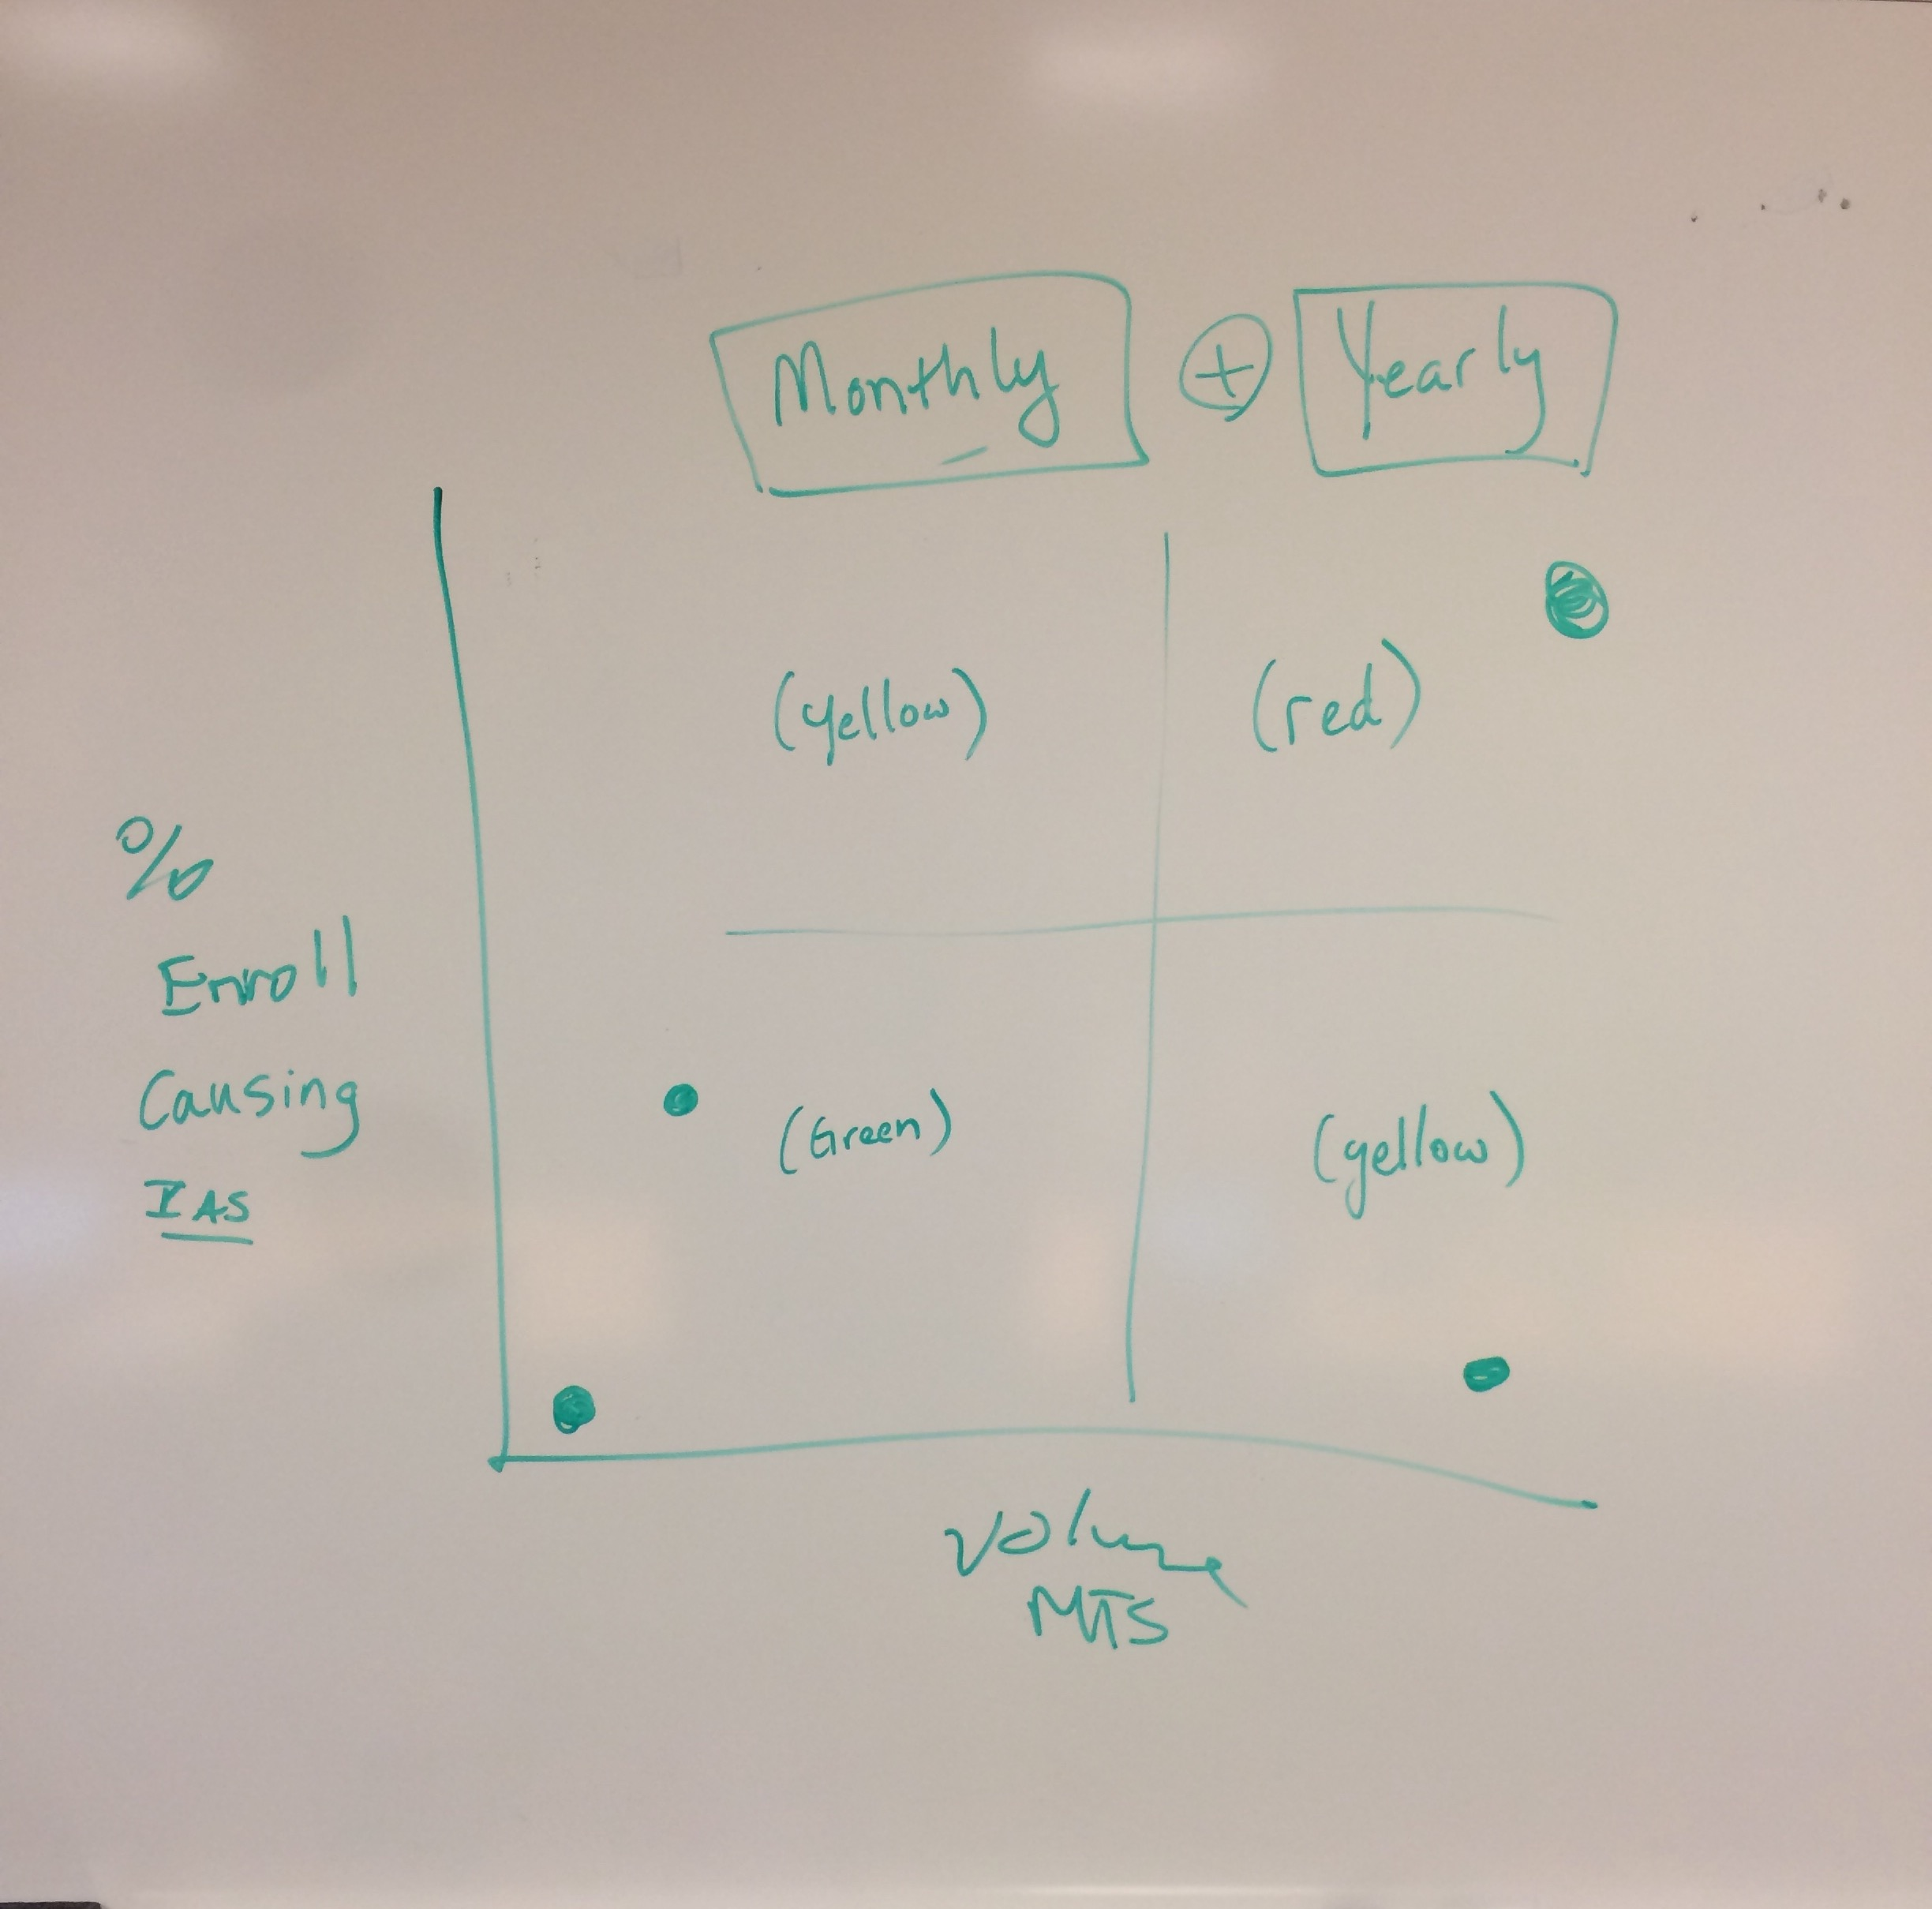 Monthly + Yearly
(yellow) (red)
%
Enroll
Causing
IAS
(Green) (yellow)
Volume
MTS